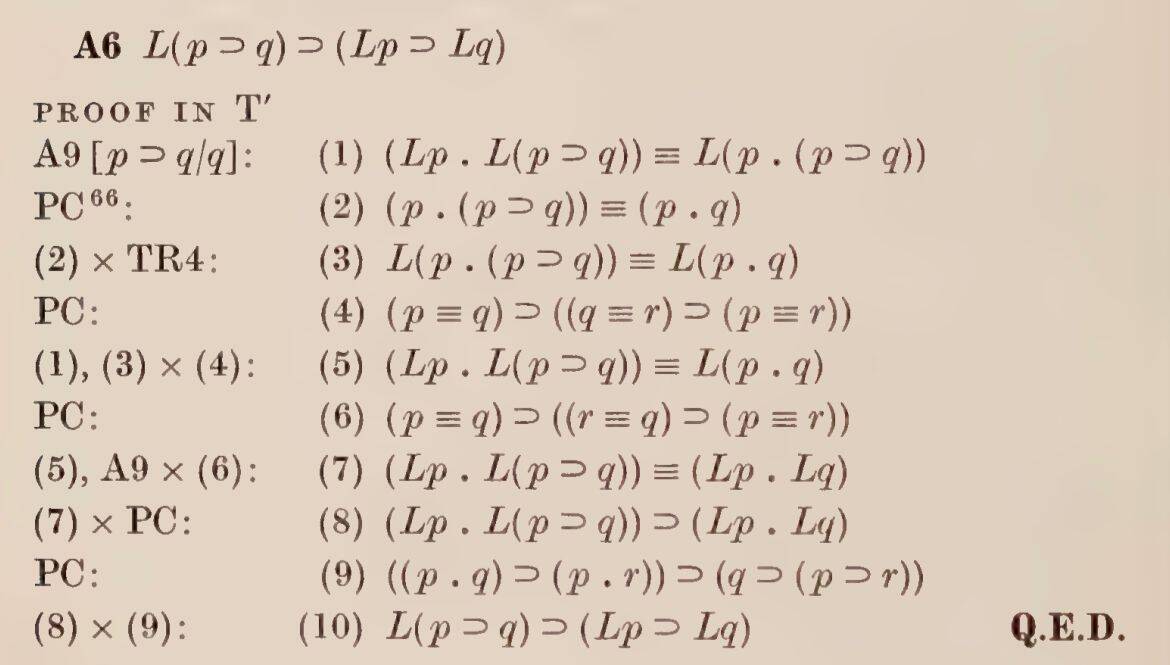 A6 L(p ⊃ q) ⊃ (Lp ⊃ Lq)
PROOF IN T′
A9 [p ⊃ q/q]: (1) (Lp . L(p ⊃ q)) ≡ L(p . (p ⊃ q))
PC⁶⁶: (2) (p . (p ⊃ q)) ≡ (p . q)
(2) × TR4: (3) L(p . (p ⊃ q)) ≡ L(p . q)
PC: (4) (p ≡ q) ⊃ ((q ≡ r) ⊃ (p ≡ r))
(1), (3) × (4): (5) (Lp . L(p ⊃ q)) ≡ L(p . q)
PC: (6) (p ≡ q) ⊃ ((r ≡ q) ⊃ (p ≡ r))
(5), A9 × (6): (7) (Lp . L(p ⊃ q)) ≡ (Lp . Lq)
(7) × PC: (8) (Lp . L(p ⊃ q)) ⊃ (Lp . Lq)
PC: (9) ((p . q) ⊃ (p . r)) ⊃ (q ⊃ (p ⊃ r))
(8) × (9): (10) L(p ⊃ q) ⊃ (Lp ⊃ Lq) Q.E.D.